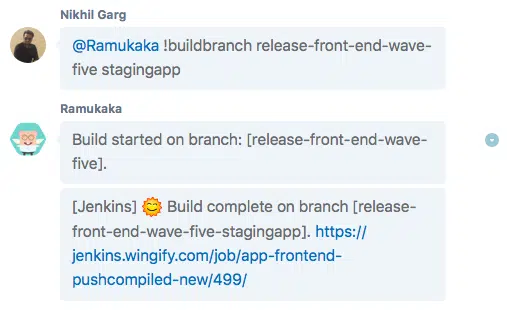 Nikhil Garg
@Ramukaka !buildbranch release-front-end-wave-
five stagingapp
Ramukaka
Build started on branch: [release-front-end-wave-
five].
[Jenkins] 🌞 Build complete on branch [release-
front-end-wave-five-stagingapp]. https://
jenkins.wingify.com/job/app-frontend-
pushcompiled-new/499/